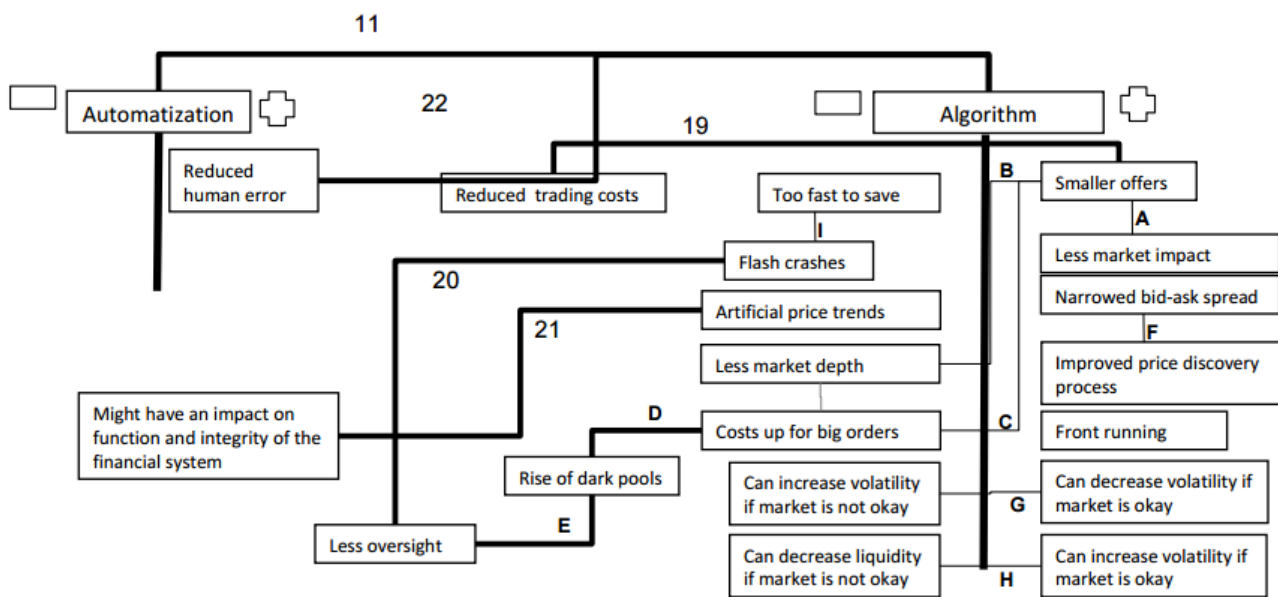 11
Automatization
22
Algorithm
19
Reduced
human error
Reduced trading costs
Too fast to save
B
Smaller offers
A
I
Less market impact
Flash crashes
20
Narrowed bid-ask spread
Artificial price trends
21
F
Less market depth
Improved price discovery
process
Might have an impact on
function and integrity of the
financial system
D
Costs up for big orders
C
Front running
Rise of dark pools
Can increase volatility
if market is not okay
G
Can decrease volatility if
market is okay
E
Less oversight
Can decrease liquidity
if market is not okay
H
Can increase volatility if
market is okay